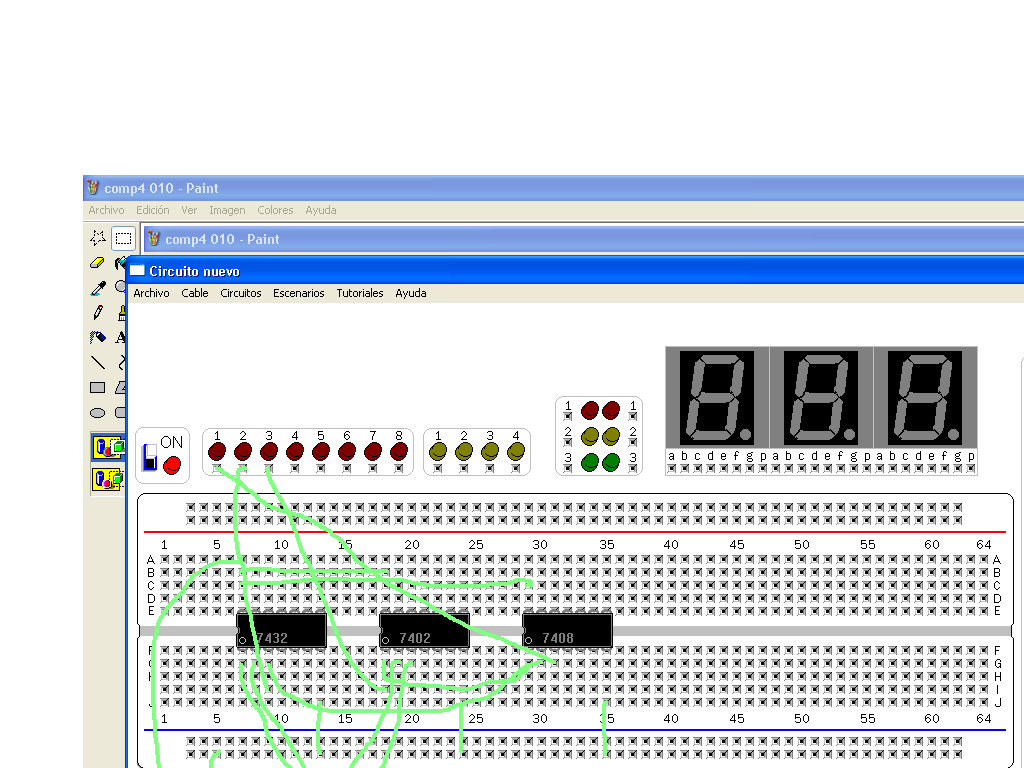 comp4 010 - Paint
Archivo Edición Ver Imagen Colores Ayuda
comp4 010 - Paint
Circuito nuevo
Archivo Cable Circuitos Escenarios Tutoriales Ayuda
ON
1 2 3 4 5 6 7 8
1 2 3 4
1 1
2 2
3 3
a b c d e f g p a b c d e f g p a b c d e f g p
1 5 10 15 20 25 30 35 40 45 50 55 60 64
A A
B B
C C
D D
E E
7432 7402 7408
F F
G G
H H
I I
J J
1 5 10 15 20 25 30 35 40 45 50 55 60 64